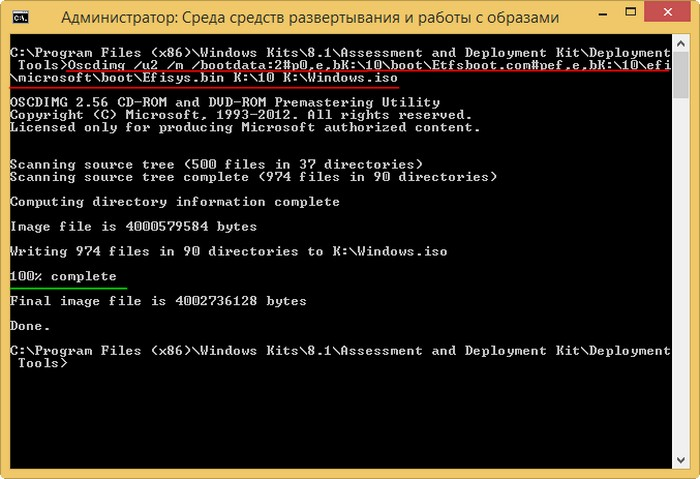 Администратор: Среда средств развертывания и работы с образами
C:\Program Files (x86)\Windows Kits\8.1\Assessment and Deployment Kit\Deployment
Tools>Oscdimg /u2 /m /bootdata:2#p0,e,bK:\10\boot\Etfsboot.com#pef,e,bK:\10\efi
\microsoft\boot\Efisys.bin K:\10 K:\Windows.iso
OSCDIMG 2.56 CD-ROM and DVD-ROM Premastering Utility
Copyright (C) Microsoft, 1993-2012. All rights reserved.
Licensed only for producing Microsoft authorized content.
Scanning source tree (500 files in 37 directories)
Scanning source tree complete (974 files in 90 directories)
Computing directory information complete
Image file is 4000579584 bytes
Writing 974 files in 90 directories to K:\Windows.iso
100% complete
Final image file is 4002736128 bytes
Done.
C:\Program Files (x86)\Windows Kits\8.1\Assessment and Deployment Kit\Deployment
Tools>